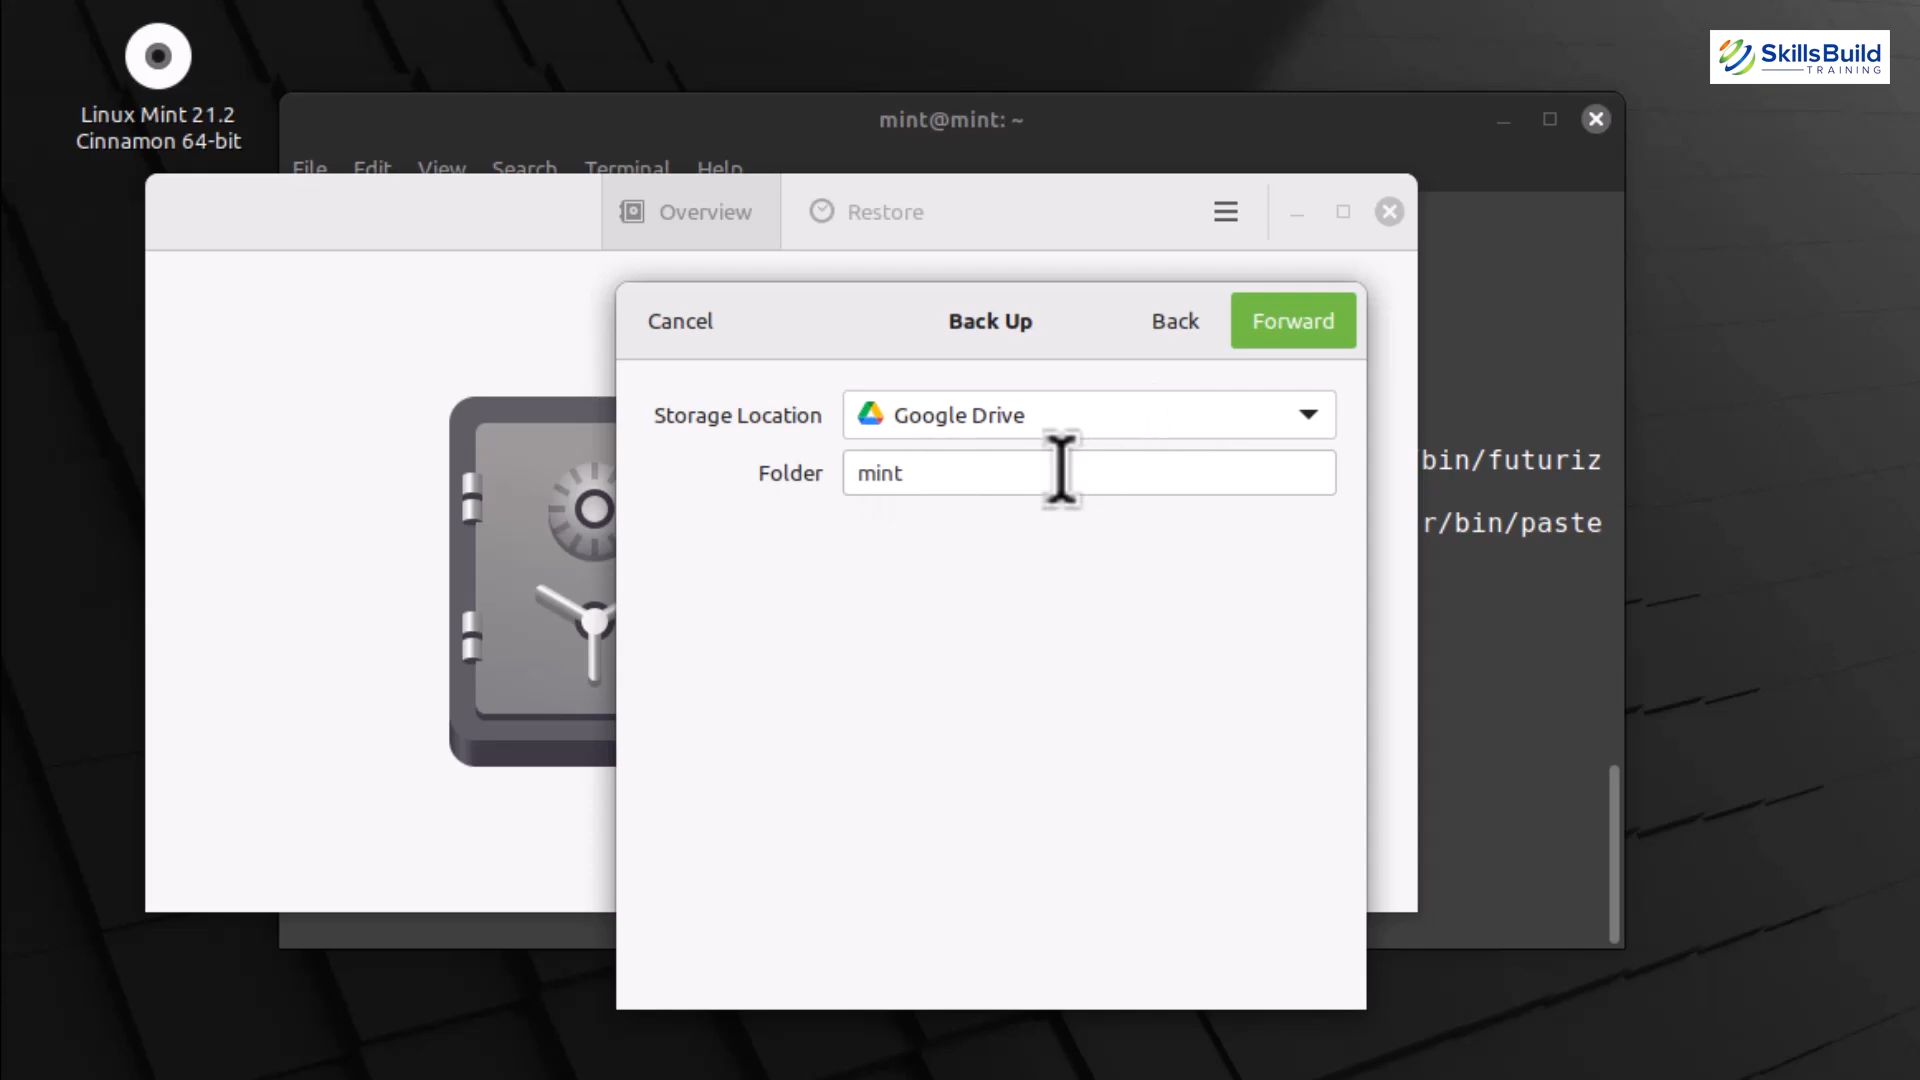 SkillsBuild
TRAINING
Linux Mint 21.2
Cinnamon 64-bit
mint@mint: ~
File Edit View Search Terminal Help
Overview
Restore
Cancel
Back Up
Back
Forward
Storage Location
Google Drive
Folder
mint
bin/futuriz
r/bin/paste